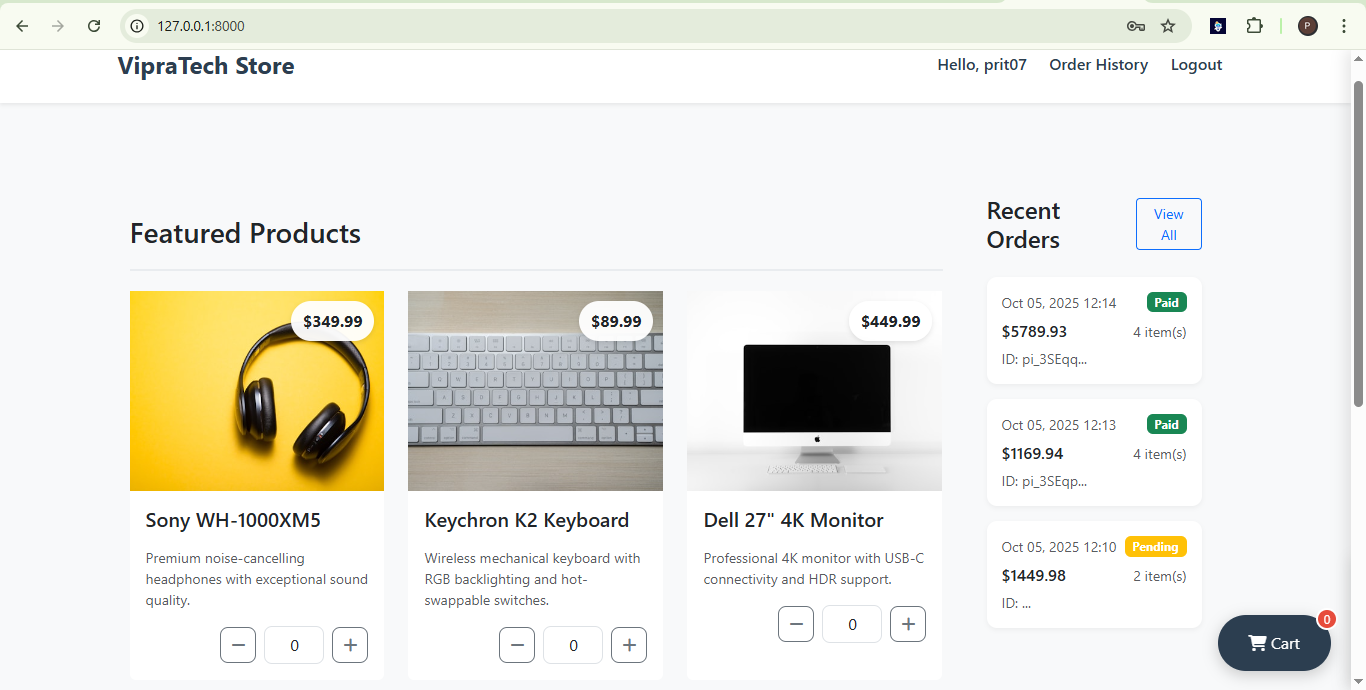 127.0.0.1:8000
P
VipraTech Store
Hello, prit07
Order History
Logout
Featured Products
$349.99
Sony WH-1000XM5
Premium noise-cancelling
headphones with exceptional sound
quality.
0
$89.99
Keychron K2 Keyboard
Wireless mechanical keyboard with
RGB backlighting and hot-
swappable switches.
0
$449.99
Dell 27" 4K Monitor
Professional 4K monitor with USB-C
connectivity and HDR support.
0
Recent
Orders
View
All
Oct 05, 2025 12:14 Paid
$5789.93 4 item(s)
ID: pi_3SEqq...
Oct 05, 2025 12:13 Paid
$1169.94 4 item(s)
ID: pi_3SEqp...
Oct 05, 2025 12:10 Pending
$1449.98 2 item(s)
ID: ...
0
Cart